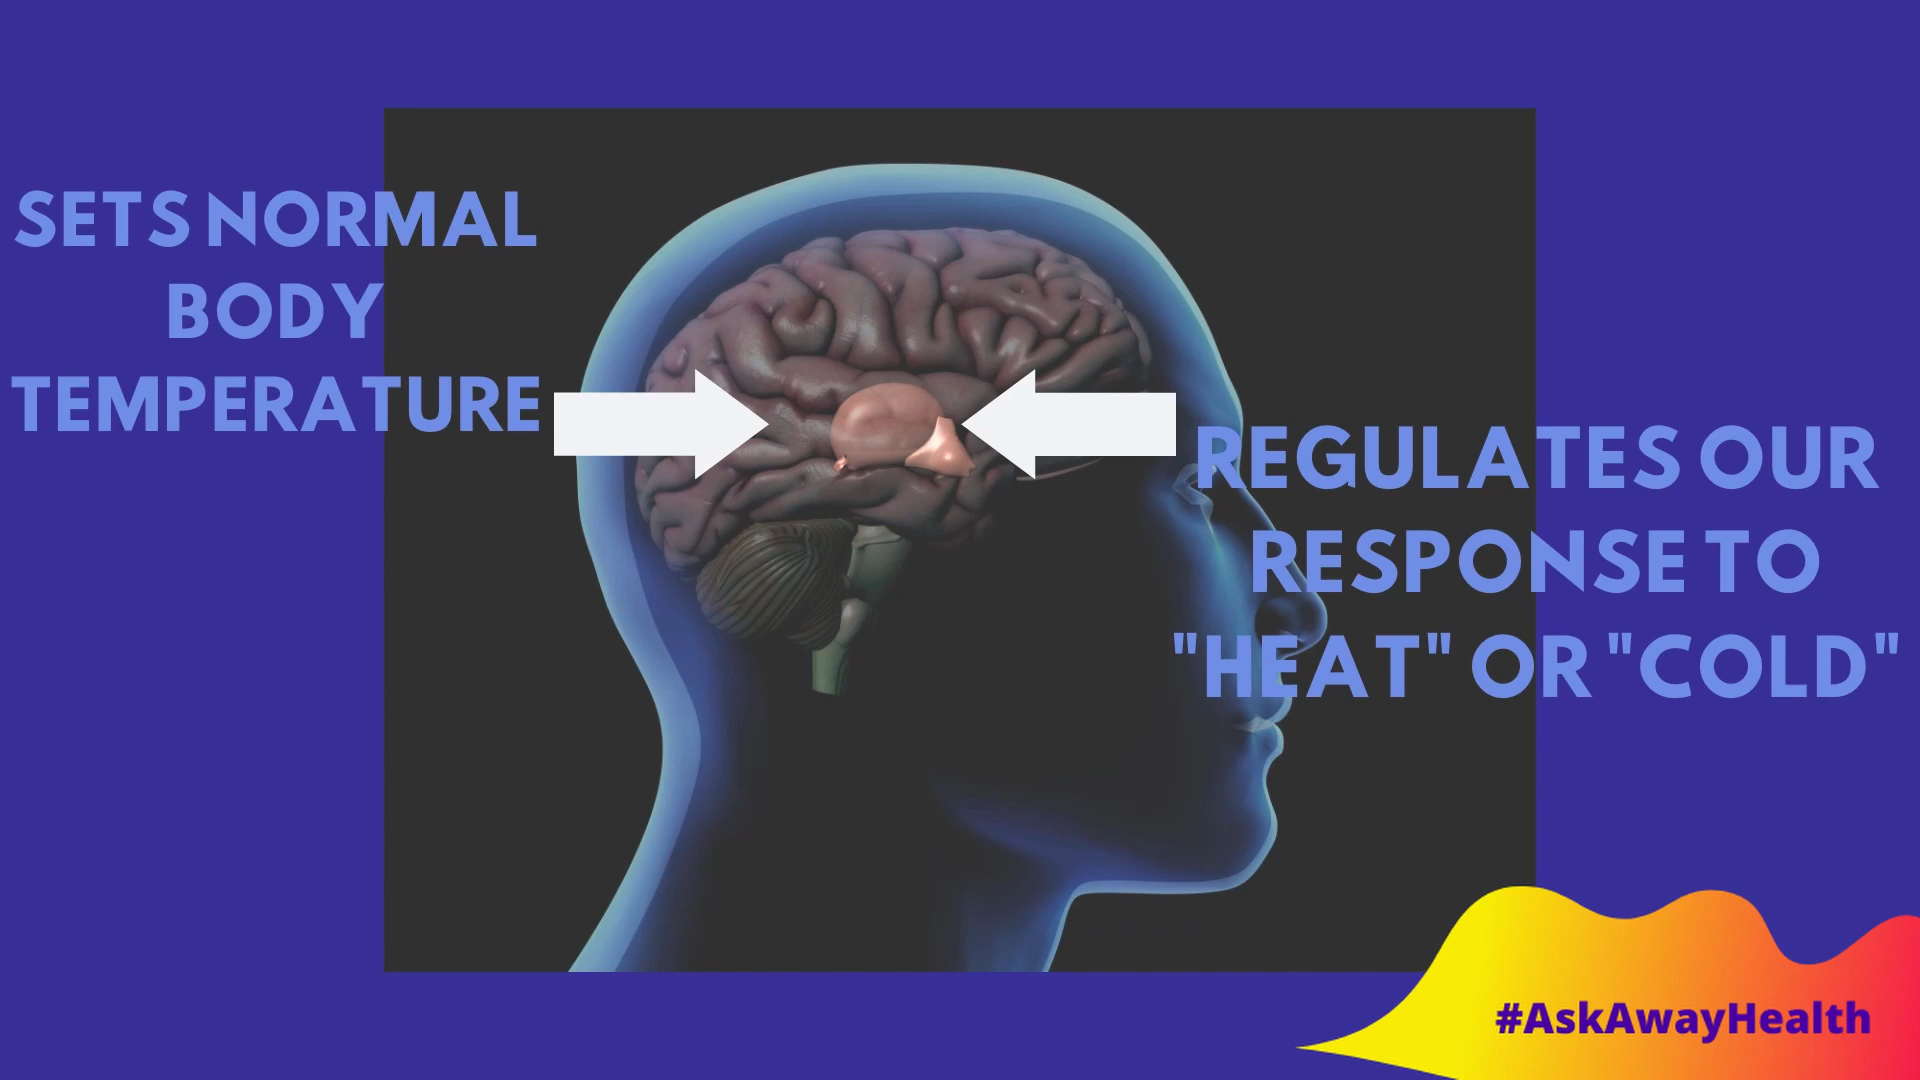 SETS NORMAL
BODY
TEMPERATURE
REGULATES OUR
RESPONSE TO
"HEAT" OR "COLD"
#AskAwayHealth